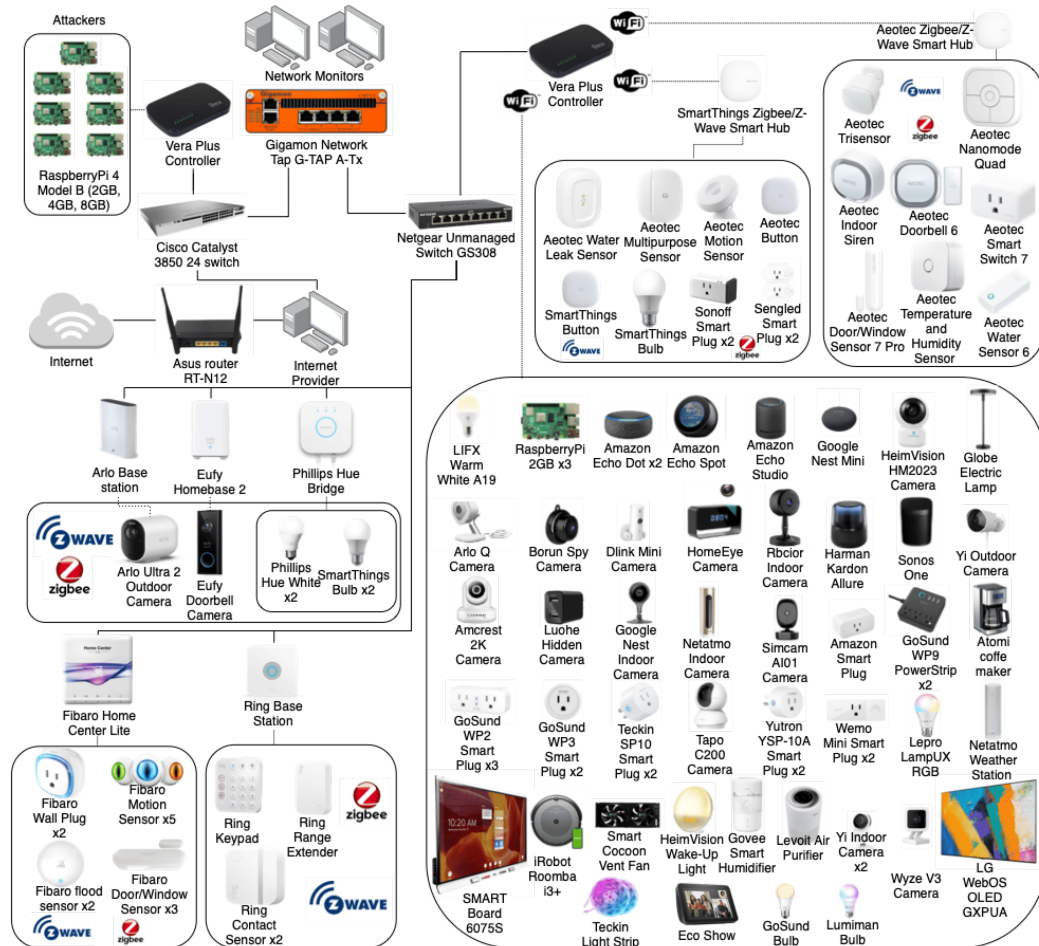 Attackers
RaspberryPi 4
Model B (2GB,
4GB, 8GB)
Vera Plus
Controller
Network Monitors
Gigamon
Gigamon Network
Tap G-TAP A-Tx
Cisco Catalyst
3850 24 switch
NETGEAR
Netgear Unmanaged
Switch GS308
Internet
Asus router
RT-N12
Internet
Provider
WiFi
WiFi
WiFi
Vera Plus
Controller
SmartThings Zigbee/Z-
Wave Smart Hub
Aeotec Zigbee/Z-
Wave Smart Hub
Aeotec
Trisensor
Z WAVE
zigbee
Aeotec
Nanomode
Quad
Aeotec
Indoor
Siren
Aeotec
Doorbell 6
Aeotec
Smart
Switch 7
Aeotec
Door/Window
Sensor 7 Pro
Aeotec
Temperature
and
Humidity
Sensor
Aeotec
Water
Sensor 6
Aeotec Water
Leak Sensor
Aeotec
Multipurpose
Sensor
Aeotec
Motion
Sensor
Aeotec
Button
SmartThings
Button
SmartThings
Bulb
Sonoff
Smart
Plug x2
Sengled Smart
Plug x2
Z WAVE
zigbee
Arlo Base
station
Eufy
Homebase 2
Phillips Hue
Bridge
Z WAVE
zigbee
Arlo Ultra 2
Outdoor
Camera
Eufy
Doorbell
Camera
Phillips
Hue White
x2
SmartThings
Bulb x2
Home Center
Fibaro Home
Center Lite
Ring Base
Station
Fibaro
Wall Plug
x2
Fibaro
Motion
Sensor x5
Fibaro flood
sensor x2
Fibaro
Door/Window
Sensor x3
Z WAVE
zigbee
Ring
Keypad
Ring
Range
Extender
zigbee
Ring
Contact
Sensor x2
Z WAVE
LIFX
Warm
White A19
RaspberryPi
2GB x3
Amazon
Echo Dot x2
Amazon
Echo Spot
Amazon
Echo
Studio
Google
Nest Mini
HeimVision
HM2023
Camera
Globe
Electric
Lamp
Arlo Q
Camera
Borun Spy
Camera
Dlink Mini
Camera
HomeEye
Camera
Rbcior
Indoor
Camera
Harman
Kardon
Allure
Sonos
One
Yi Outdoor
Camera
Amcrest
2K
Camera
Luohe
Hidden
Camera
Google
Nest
Indoor
Camera
Netatmo
Indoor
Camera
Simcam
AI01
Camera
Amazon
Smart
Plug
GoSund
WP9
PowerStrip
x2
Atomi
coffe
maker
GoSund
WP2
Smart
Plug x3
GoSund
WP3
Smart
Plug x2
Teckin
SP10
Smart
Plug x2
Tapo
C200
Camera
Yutron
YSP-10A
Smart
Plug x2
Wemo
Mini Smart
Plug x2
Lepro
LampUX
RGB
Netatmo
Weather
Station
10:20 AM
SMART
Board
6075S
iRobot
Roomba
i3+
Smart
Cocoon
Vent Fan
HeimVision
Wake-Up
Light
Govee
Smart
Humidifier
Levoit Air
Purifier
Yi Indoor
Camera
x2
Wyze V3
Camera
LG
WebOS
OLED
GXPUA
Teckin
Light Strip
Eco Show
GoSund
Bulb
Lumiman
Bulb